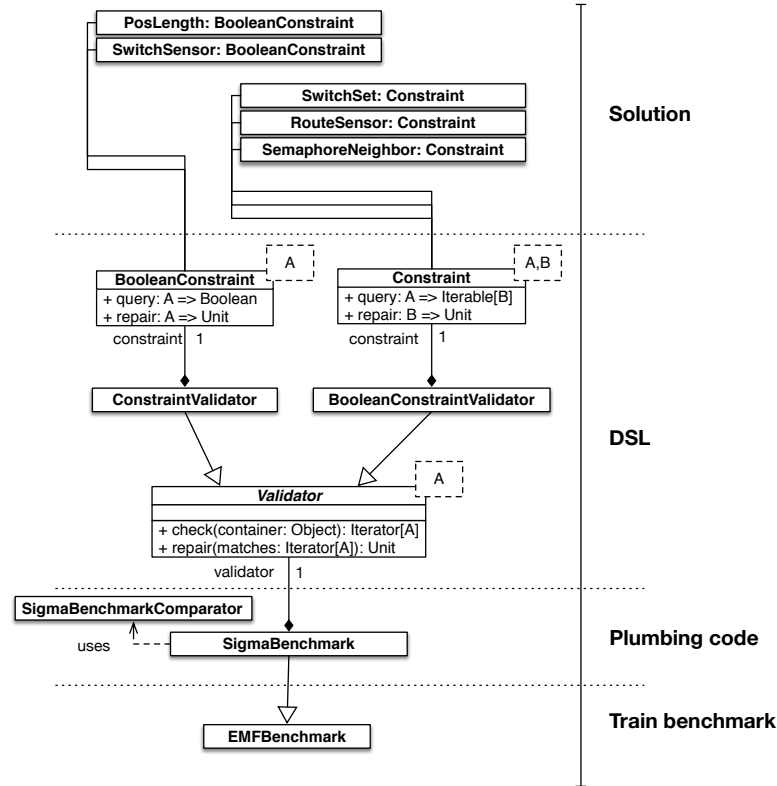 PosLength: BooleanConstraint
SwitchSensor: BooleanConstraint
SwitchSet: Constraint
RouteSensor: Constraint
SemaphoreNeighbor: Constraint
Solution
A
BooleanConstraint
+ query: A => Boolean
+ repair: A => Unit
A,B
Constraint
+ query: A => Iterable[B]
+ repair: B => Unit
constraint 1
constraint 1
ConstraintValidator
BooleanConstraintValidator
DSL
A
Validator
+ check(container: Object): Iterator[A]
+ repair(matches: Iterator[A]): Unit
validator 1
SigmaBenchmarkComparator
uses
SigmaBenchmark
Plumbing code
EMFBenchmark
Train benchmark